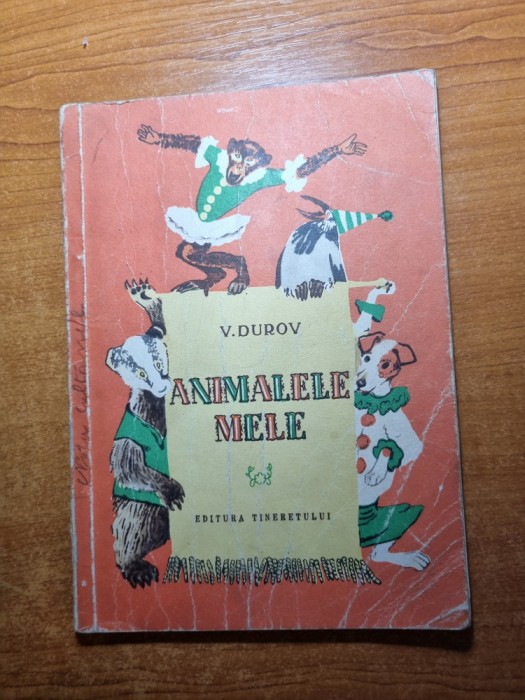 V. DUROV
ANIMALELE
MELE
EDITURA TINERETULUI